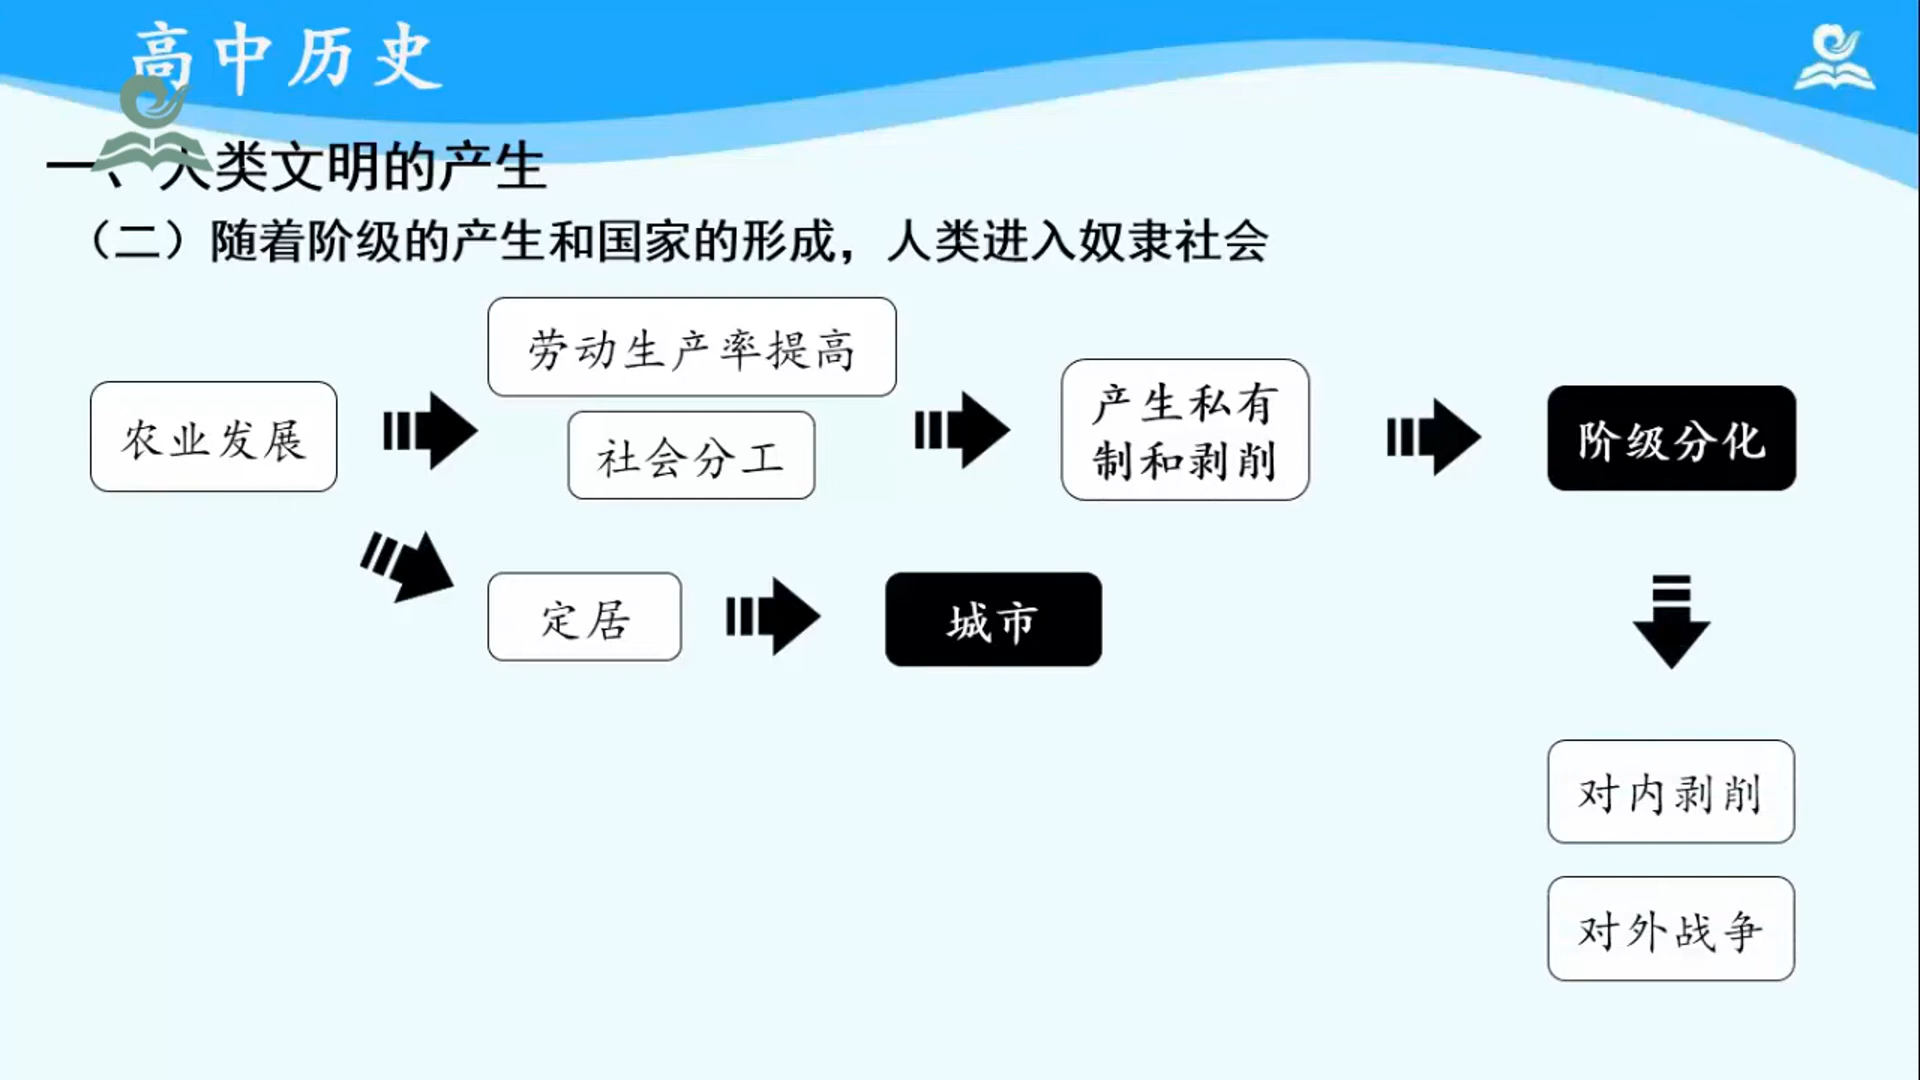 高中历史
一、人类文明的产生
（二）随着阶级的产生和国家的形成，人类进入奴隶社会
劳动生产率提高
农业发展
社会分工
产生私有
制和剥削
阶级分化
定居
城市
对内剥削
对外战争